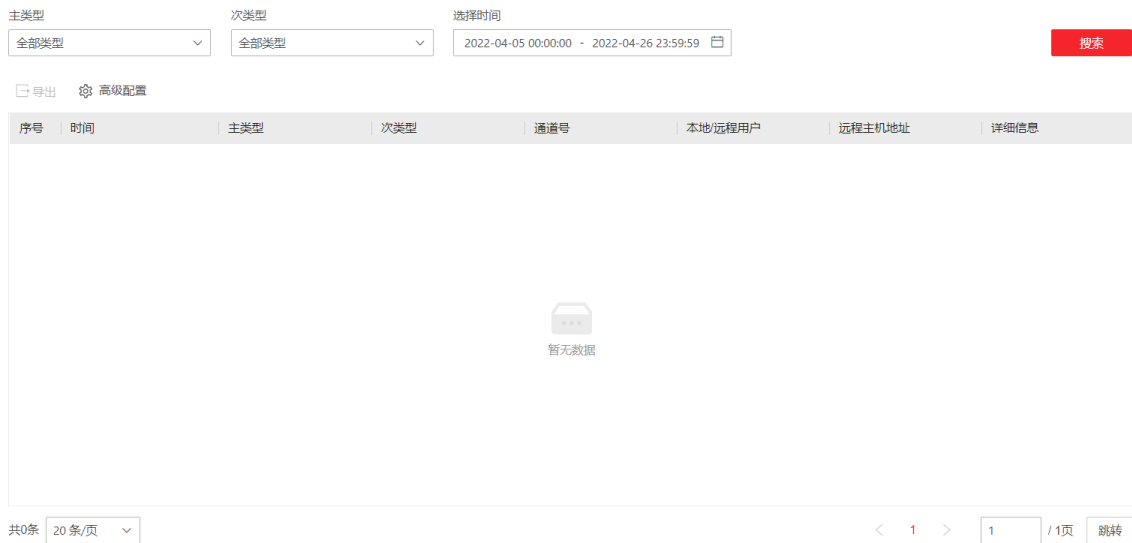 主类型 次类型 选择时间
全部类型 全部类型 2022-04-05 00:00:00 - 2022-04-26 23:59:59 搜索
导出 高级配置
序号 时间 主类型 次类型 通道号 本地/远程用户 远程主机地址 详细信息
暂无数据
共0条 20 条/页 1 1 / 1页 跳转